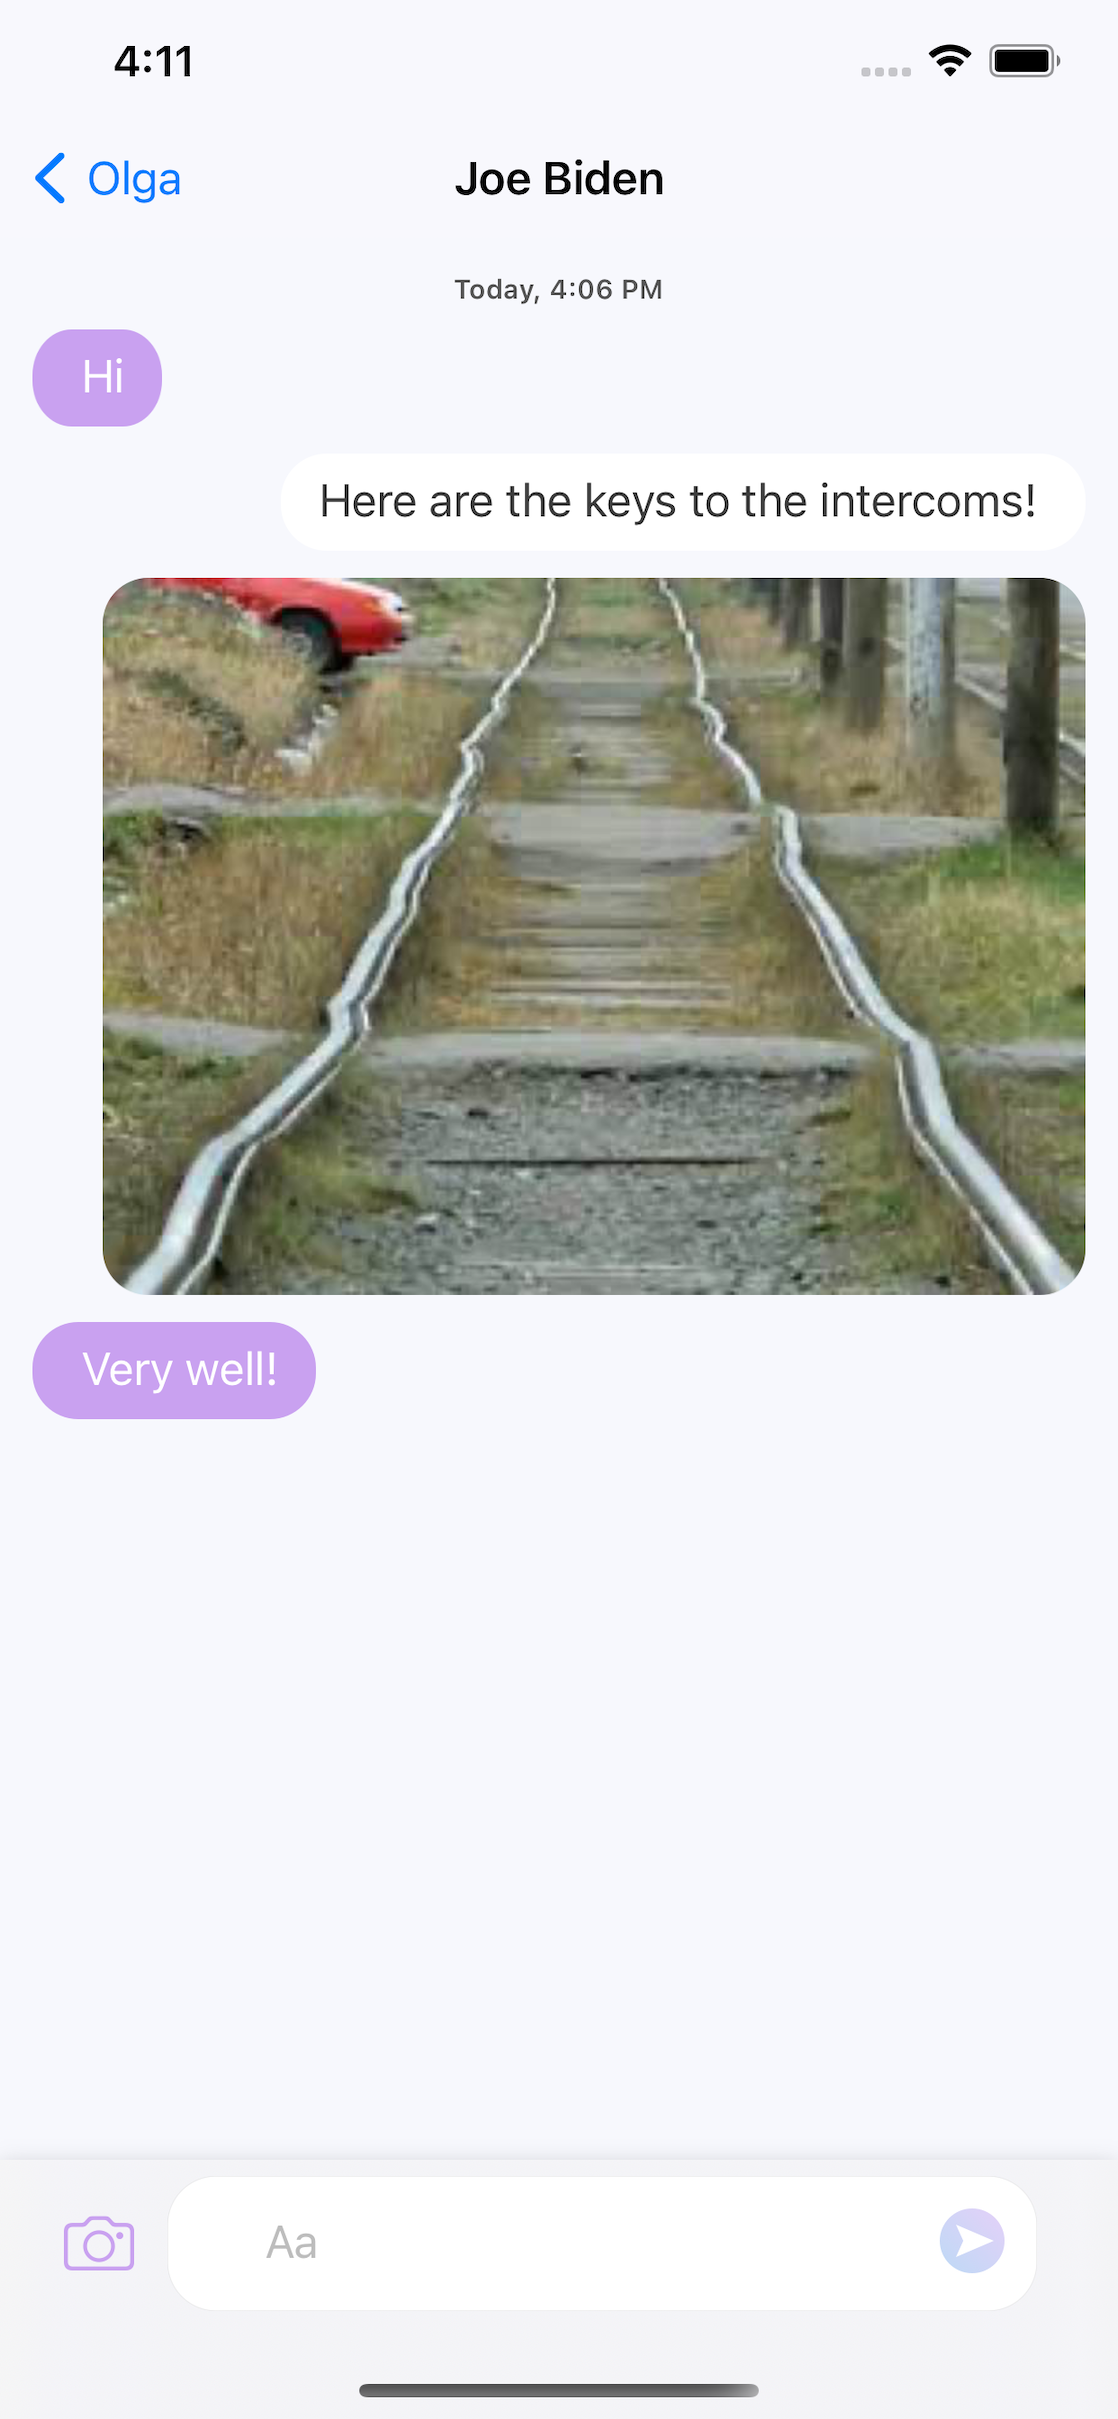 4:11
Olga
Joe Biden
Today, 4:06 PM
Hi
Here are the keys to the intercoms!
Very well!
Aa